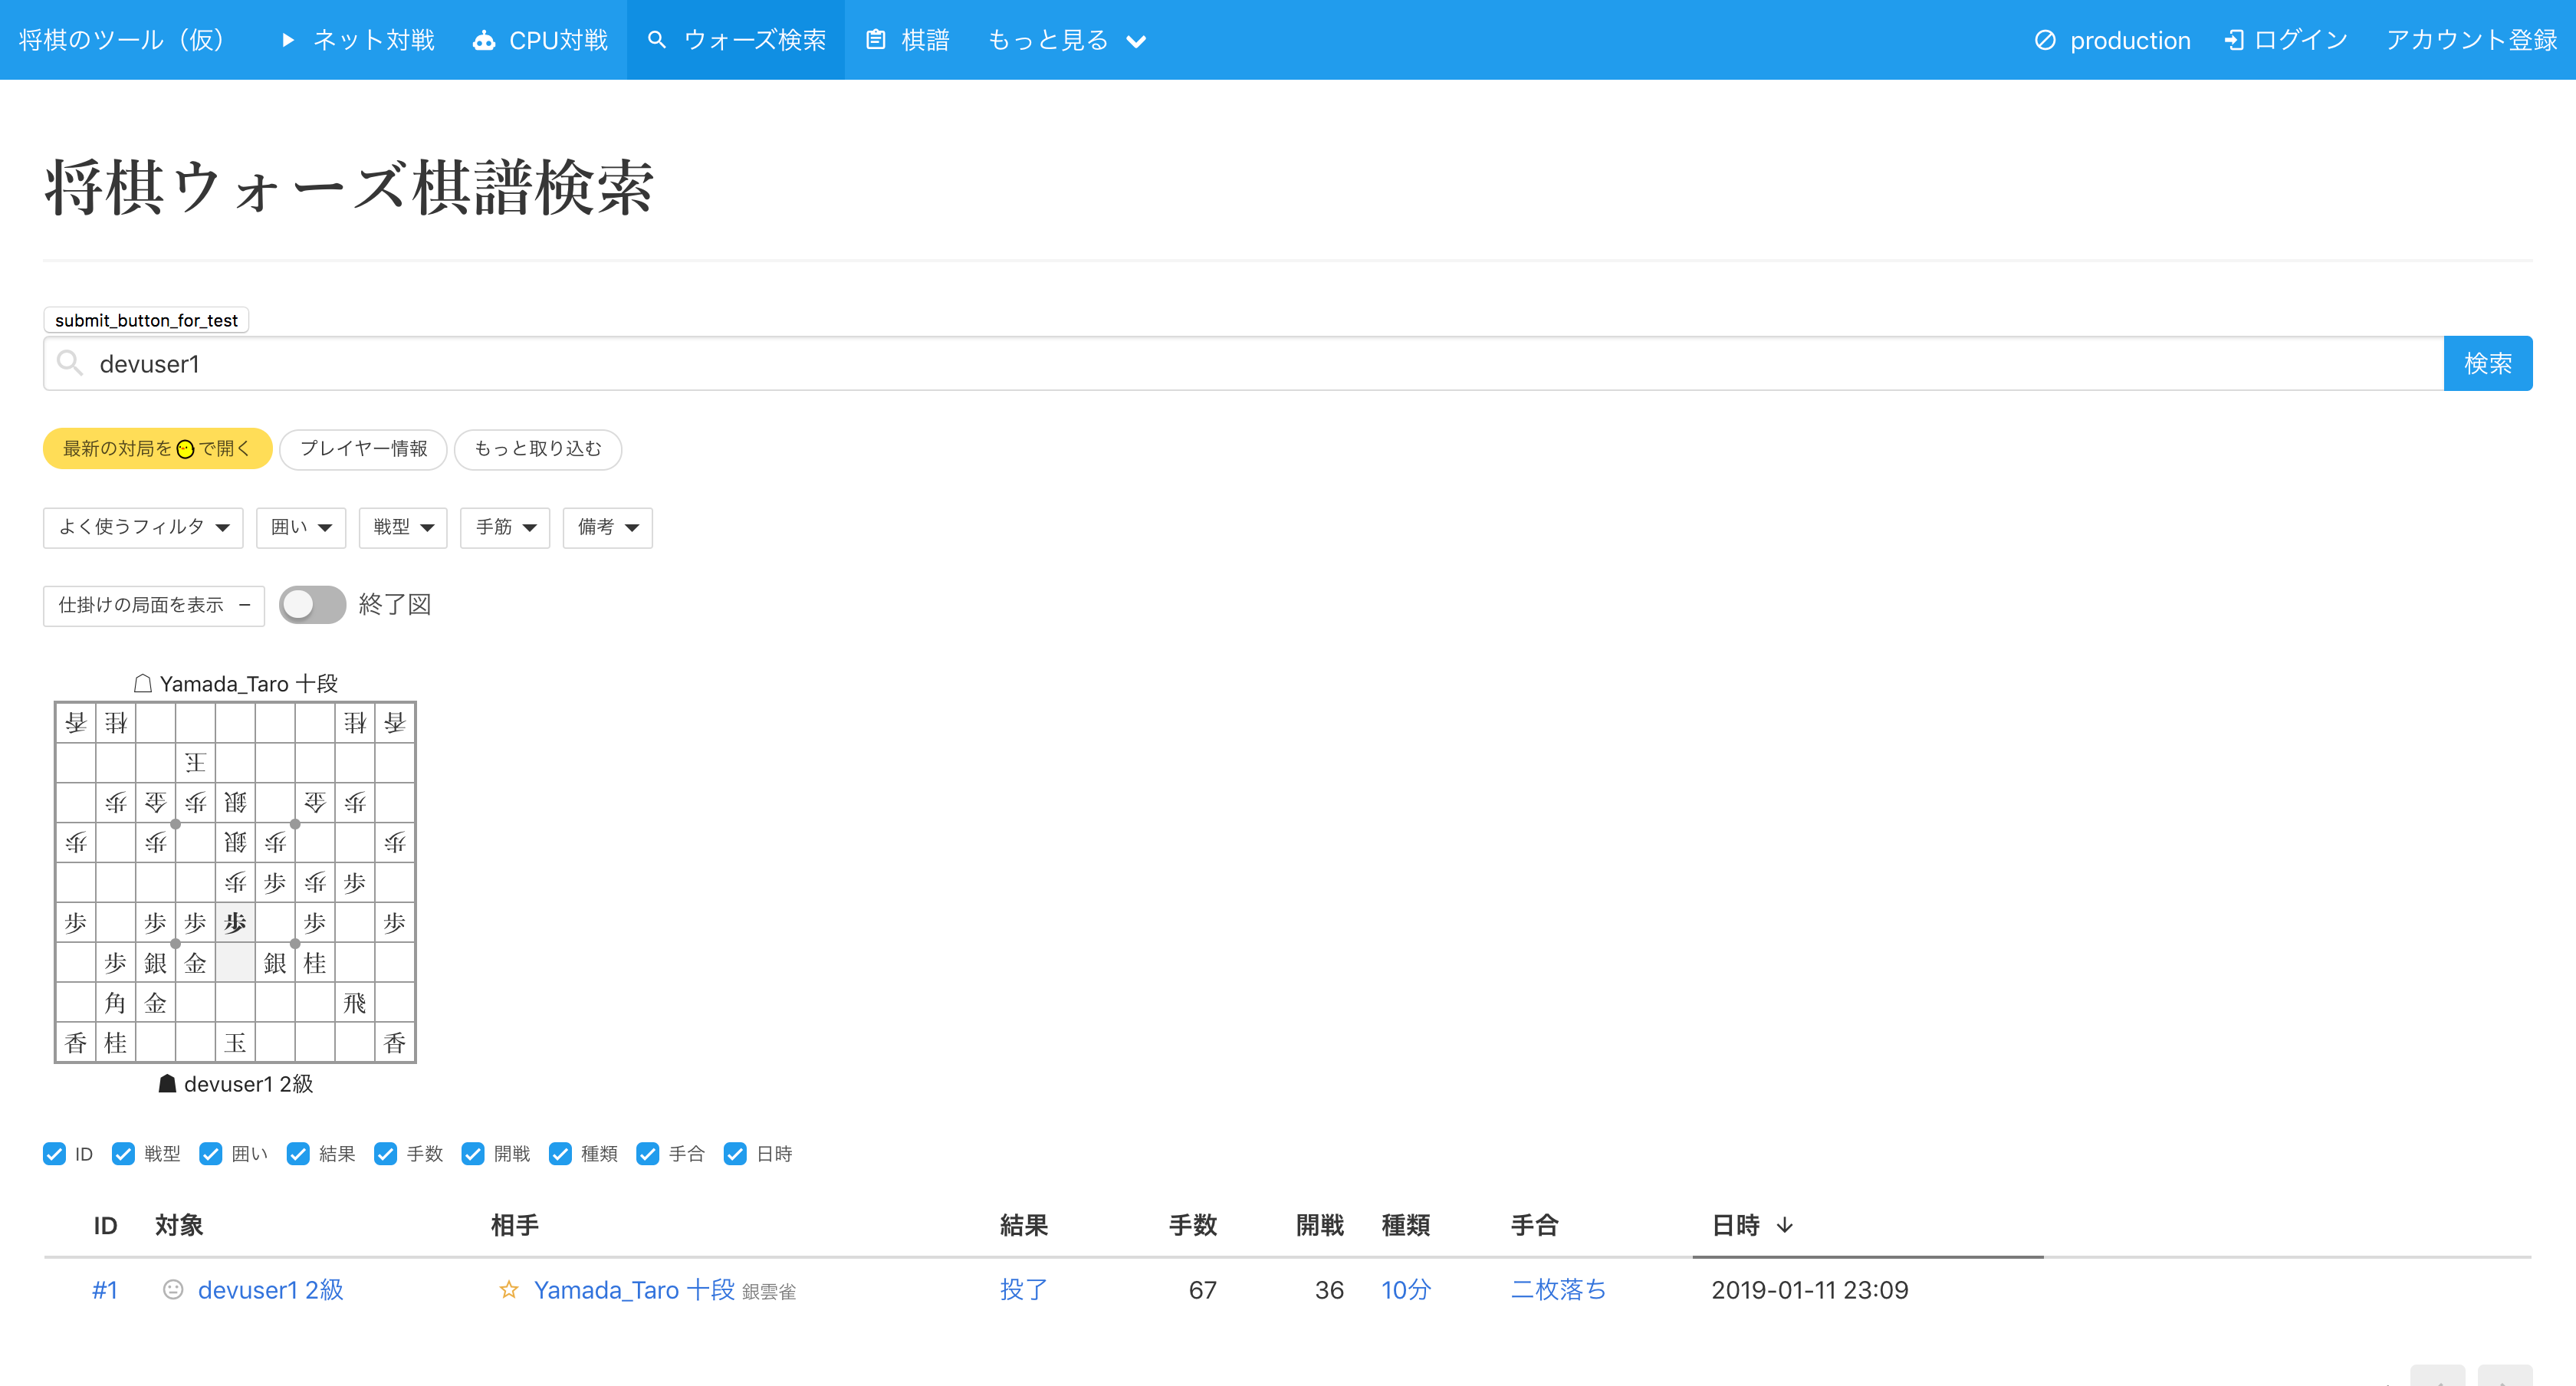 将棋のツール（仮） ネット対戦 CPU対戦 ウォーズ検索 棋譜 もっと見る production ログイン アカウント登録
将棋ウォーズ棋譜検索
submit_button_for_test
devuser1 検索
最新の対局を で開く プレイヤー情報 もっと取り込む
よく使うフィルタ 囲い 戦型 手筋 備考
仕掛けの局面を表示 終了図
☖ Yamada_Taro 十段
香 桂 桂 香
王
歩 金 歩 銀 金 歩
歩 歩 銀 歩 歩
歩 歩 歩 歩
歩 歩 歩 歩 歩 歩
歩 銀 金 銀 桂
角 金 飛
香 桂 玉 香
☗ devuser1 2級
ID 戦型 囲い 結果 手数 開戦 種類 手合 日時
ID 対象 相手 結果 手数 開戦 種類 手合 日時
#1 devuser1 2級 Yamada_Taro 十段 銀雲雀 投了 67 36 10分 二枚落ち 2019-01-11 23:09